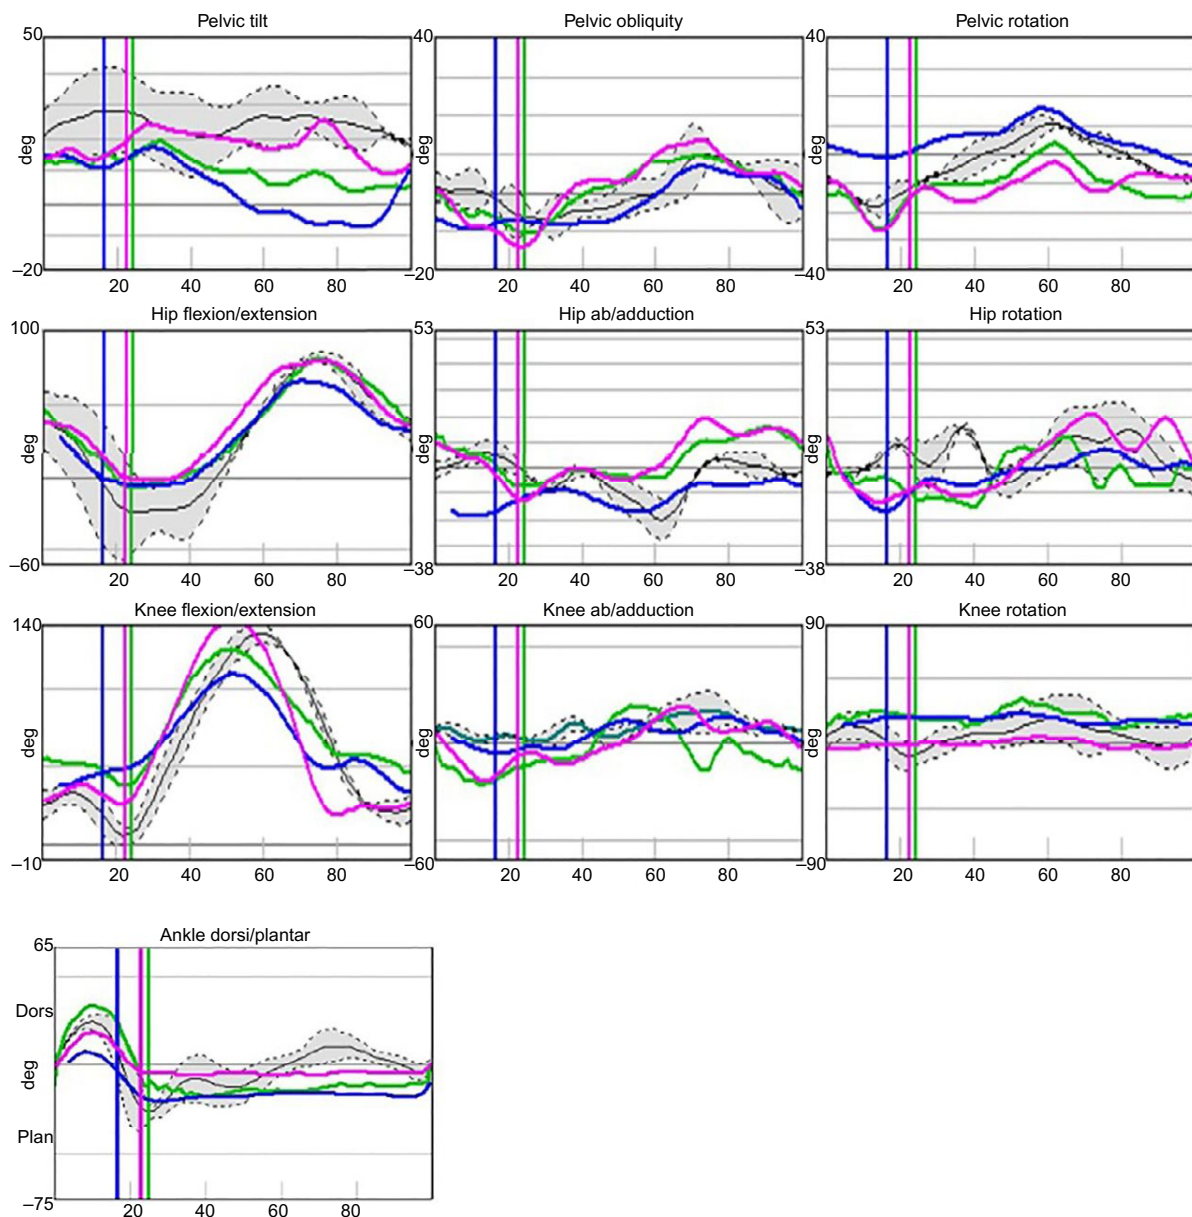 Pelvic tilt Pelvic obliquity Pelvic rotation
50 40 40
deg deg deg
–20 –20 –40
20 40 60 80 20 40 60 80 20 40 60 80
Hip flexion/extension Hip ab/adduction Hip rotation
100 53 53
deg deg deg
–60 –38 –38
20 40 60 80 20 40 60 80 20 40 60 80
Knee flexion/extension Knee ab/adduction Knee rotation
140 60 90
deg deg deg
–10 –60 –90
20 40 60 80 20 40 60 80 20 40 60 80
Ankle dorsi/plantar
65
Dors
deg
Plan
–75
20 40 60 80